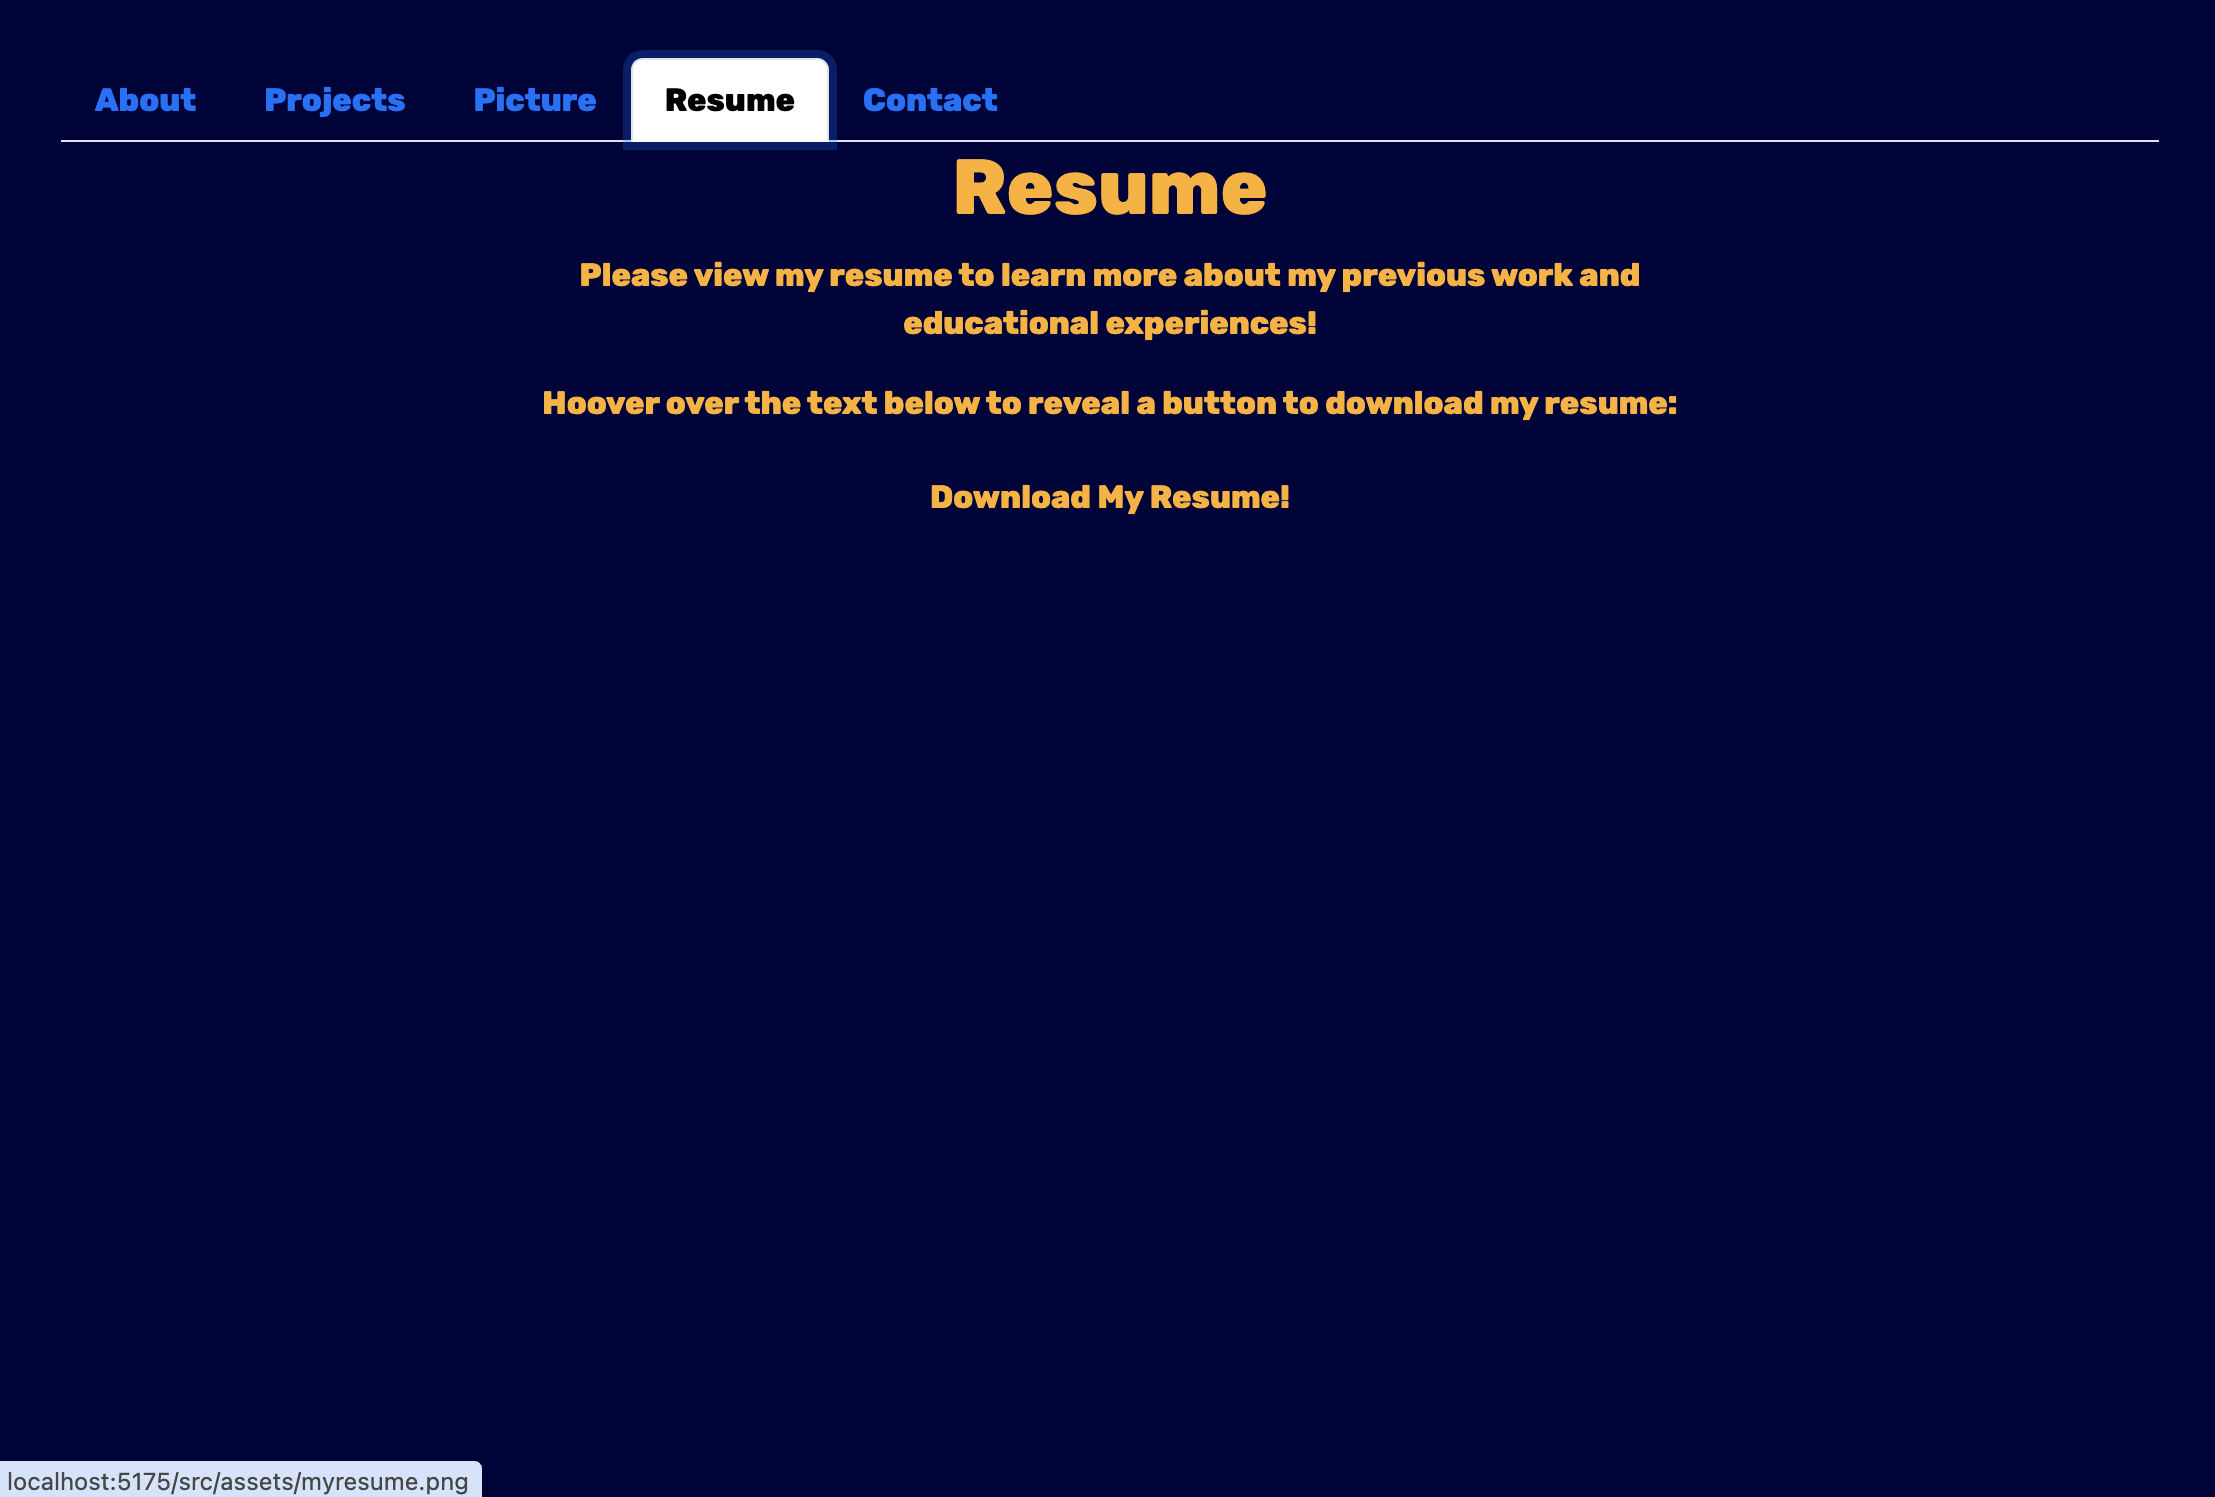 About Projects Picture Resume Contact
Resume
Please view my resume to learn more about my previous work and
educational experiences!
Hoover over the text below to reveal a button to download my resume:
Download My Resume!
localhost:5175/src/assets/myresume.png